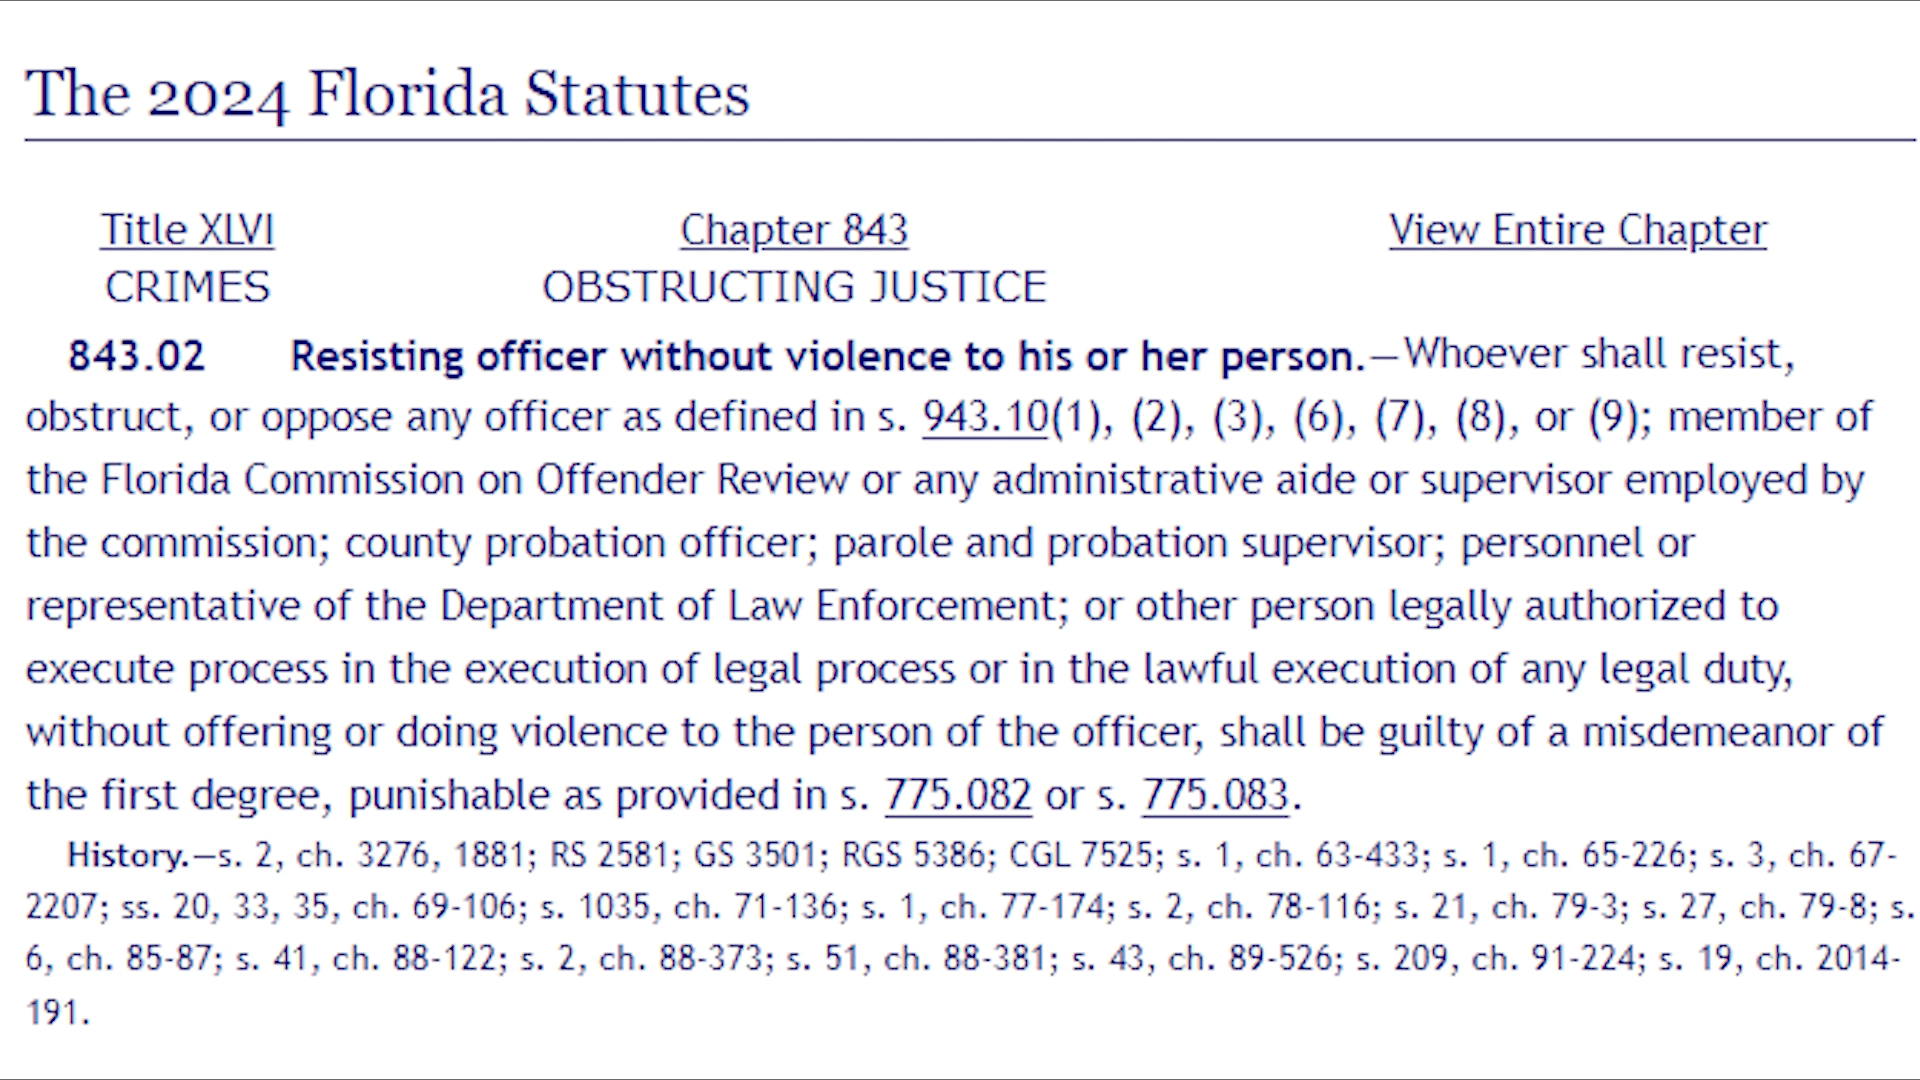 The 2024 Florida Statutes
Title XLVI Chapter 843 View Entire Chapter
CRIMES OBSTRUCTING JUSTICE
843.02 Resisting officer without violence to his or her person.—Whoever shall resist,
obstruct, or oppose any officer as defined in s. 943.10(1), (2), (3), (6), (7), (8), or (9); member of
the Florida Commission on Offender Review or any administrative aide or supervisor employed by
the commission; county probation officer; parole and probation supervisor; personnel or
representative of the Department of Law Enforcement; or other person legally authorized to
execute process in the execution of legal process or in the lawful execution of any legal duty,
without offering or doing violence to the person of the officer, shall be guilty of a misdemeanor of
the first degree, punishable as provided in s. 775.082 or s. 775.083.
History.—s. 2, ch. 3276, 1881; RS 2581; GS 3501; RGS 5386; CGL 7525; s. 1, ch. 63-433; s. 1, ch. 65-226; s. 3, ch. 67-
2207; ss. 20, 33, 35, ch. 69-106; s. 1035, ch. 71-136; s. 1, ch. 77-174; s. 2, ch. 78-116; s. 21, ch. 79-3; s. 27, ch. 79-8; s.
6, ch. 85-87; s. 41, ch. 88-122; s. 2, ch. 88-373; s. 51, ch. 88-381; s. 43, ch. 89-526; s. 209, ch. 91-224; s. 19, ch. 2014-
191.